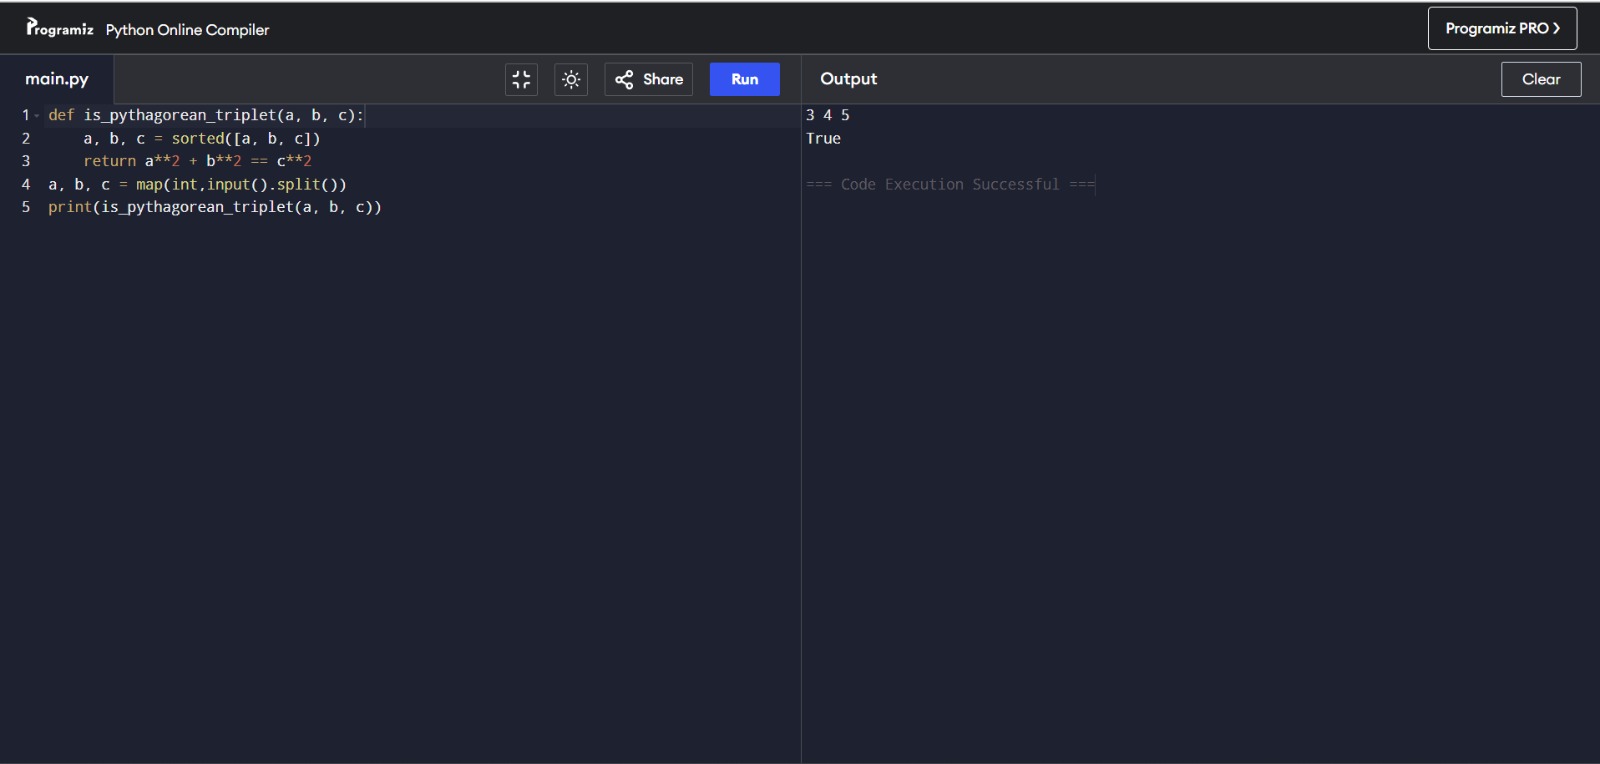 Programiz Python Online Compiler
Programiz PRO
main.py
Share
Run
Output
Clear
1 def is_pythagorean_triplet(a, b, c):
2     a, b, c = sorted([a, b, c])
3     return a**2 + b**2 == c**2
4 a, b, c = map(int,input().split())
5 print(is_pythagorean_triplet(a, b, c))
3 4 5
True
=== Code Execution Successful ===